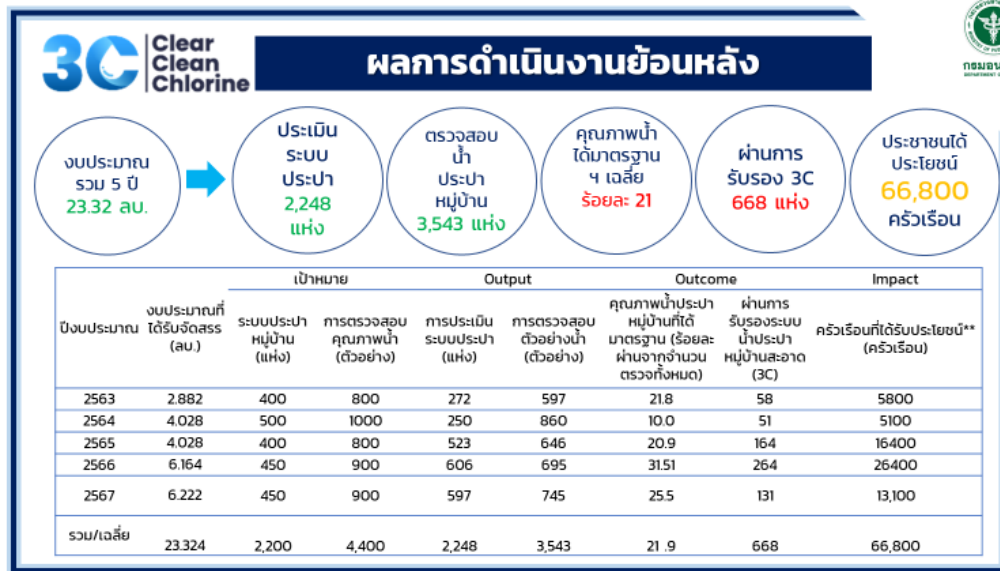 3C
Clear
Clean
Chlorine
ผลการดำเนินงานย้อนหลัง
งบประมาณ
รวม 5 ปี
23.32 ลบ.
ประเมิน
ระบบ
ประปา
2,248
แห่ง
ตรวจสอบ
น้ำ
ประปา
หมู่บ้าน
3,543 แห่ง
คุณภาพน้ำ
ได้มาตรฐาน
ฯ เฉลี่ย
ร้อยละ 21
ผ่านการ
รับรอง 3C
668 แห่ง
ประชาชนได้
ประโยชน์
66,800
ครัวเรือน
เป้าหมาย Output Outcome Impact
ปีงบประมาณ
งบประมาณที่
ได้รับจัดสรร
(ลบ.)
ระบบประปา
หมู่บ้าน
(แห่ง)
การตรวจสอบ
คุณภาพน้ำ
(ตัวอย่าง)
การประเมิน
ระบบประปา
(แห่ง)
การตรวจสอบ
ตัวอย่างน้ำ
(ตัวอย่าง)
คุณภาพน้ำประปา
หมู่บ้านที่ได้
มาตรฐาน (ร้อยละ
ผ่านจากจำนวน
ตรวจทั้งหมด)
ผ่านการ
รับรองระบบ
น้ำประปา
หมู่บ้านสะอาด
(3C)
ครัวเรือนที่ได้รับประโยชน์**
(ครัวเรือน)
2563 2.882 400 800 272 597 21.8 58 5800
2564 4.028 500 1000 250 860 10.0 51 5100
2565 4.028 400 800 523 646 20.9 164 16400
2566 6.164 450 900 606 695 31.51 264 26400
2567 6.222 450 900 597 745 25.5 131 13,100
รวม/เฉลี่ย 23.324 2,200 4,400 2,248 3,543 21 .9 668 66,800